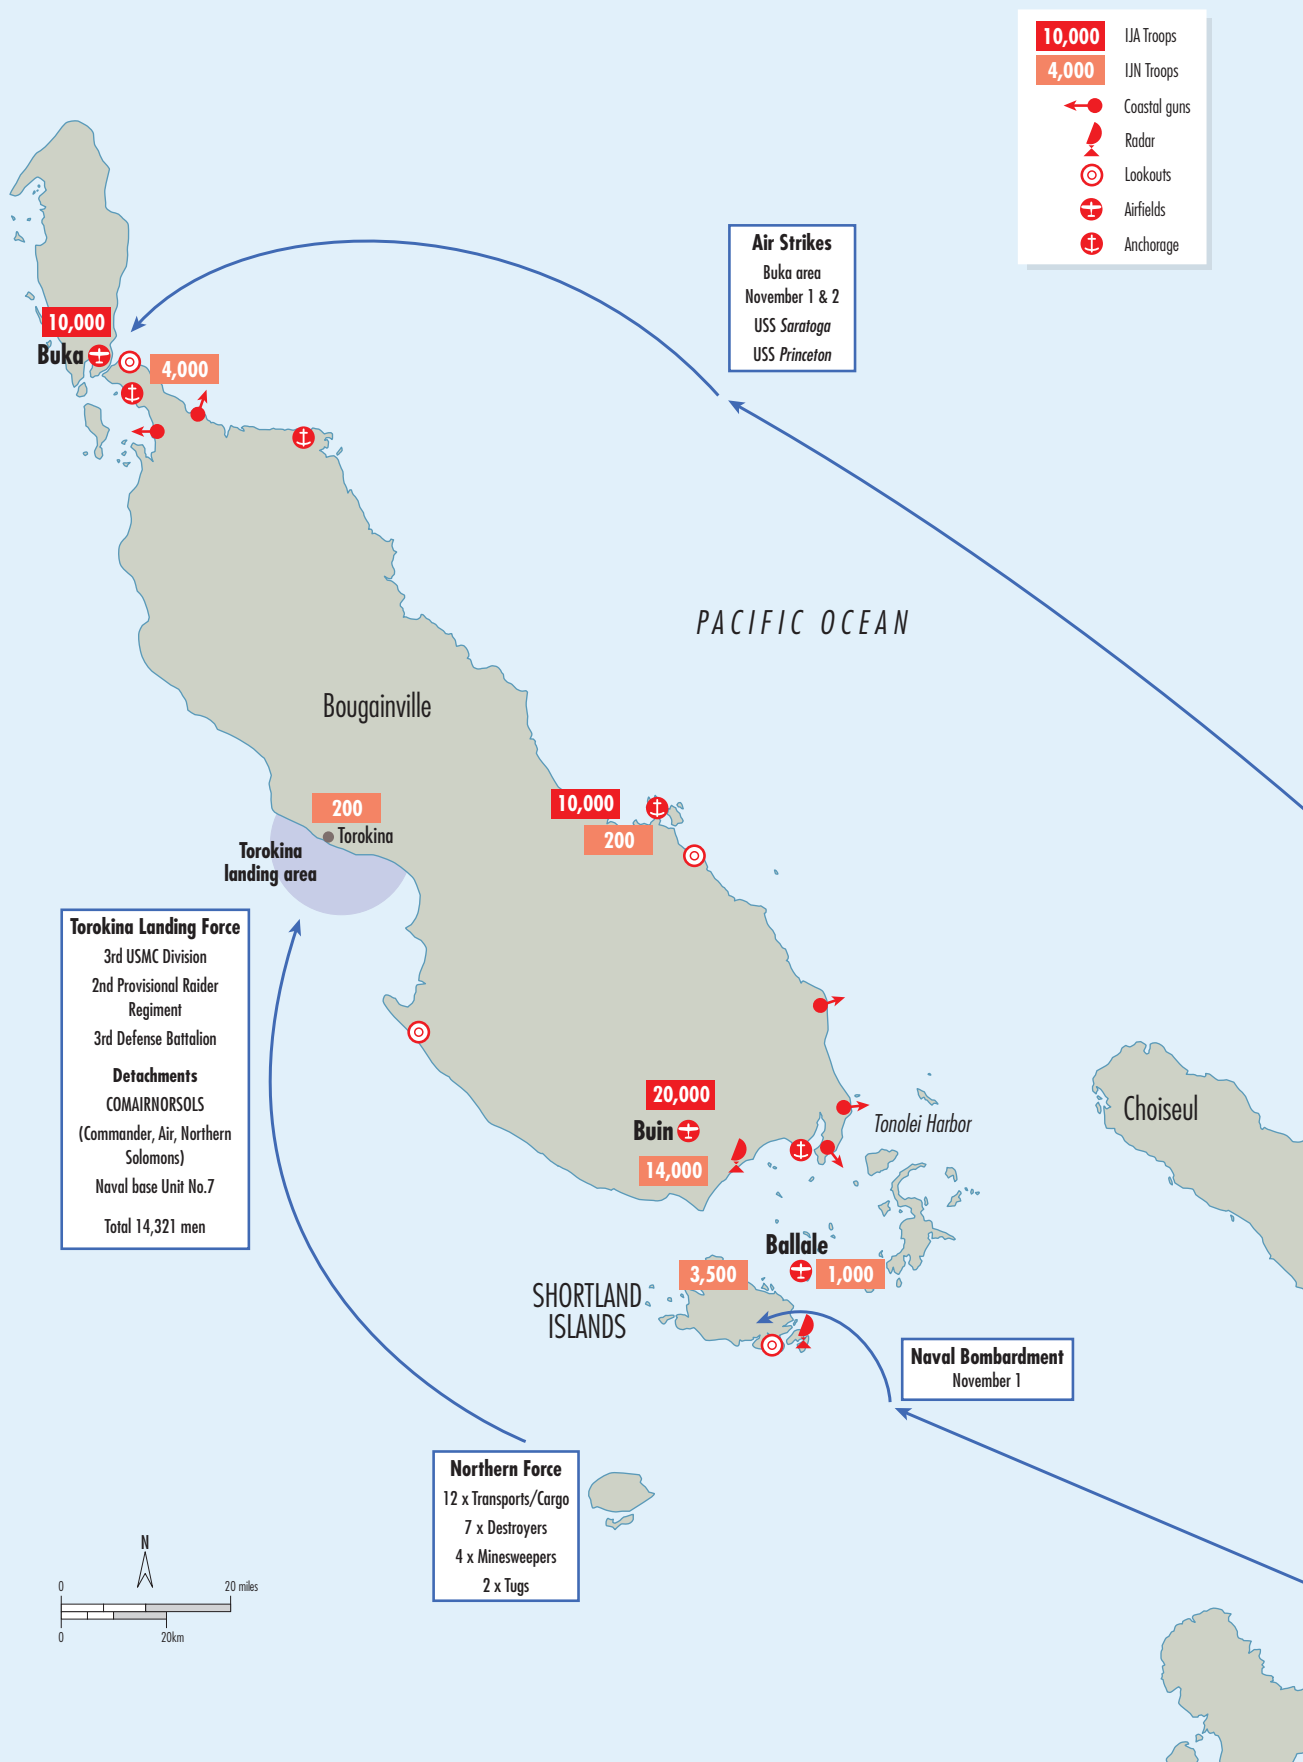 10,000 IJA Troops
4,000 IJN Troops
Coastal guns
Radar
Lookouts
Airfields
Anchorage
Air Strikes
Buka area
November 1 & 2
USS Saratoga
USS Princeton
10,000
Buka
4,000
PACIFIC OCEAN
Bougainville
200
Torokina
Torokina
landing area
10,000
200
Torokina Landing Force
3rd USMC Division
2nd Provisional Raider
Regiment
3rd Defense Battalion
Detachments
COMAIRNORSOLS
(Commander, Air, Northern
Solomons)
Naval base Unit No.7
Total 14,321 men
20,000
Buin
14,000
Tonolei Harbor
Choiseul
Ballale
3,500
1,000
SHORTLAND
ISLANDS
Naval Bombardment
November 1
Northern Force
12 x Transports/Cargo
7 x Destroyers
4 x Minesweepers
2 x Tugs
N
0 20 miles
0 20km